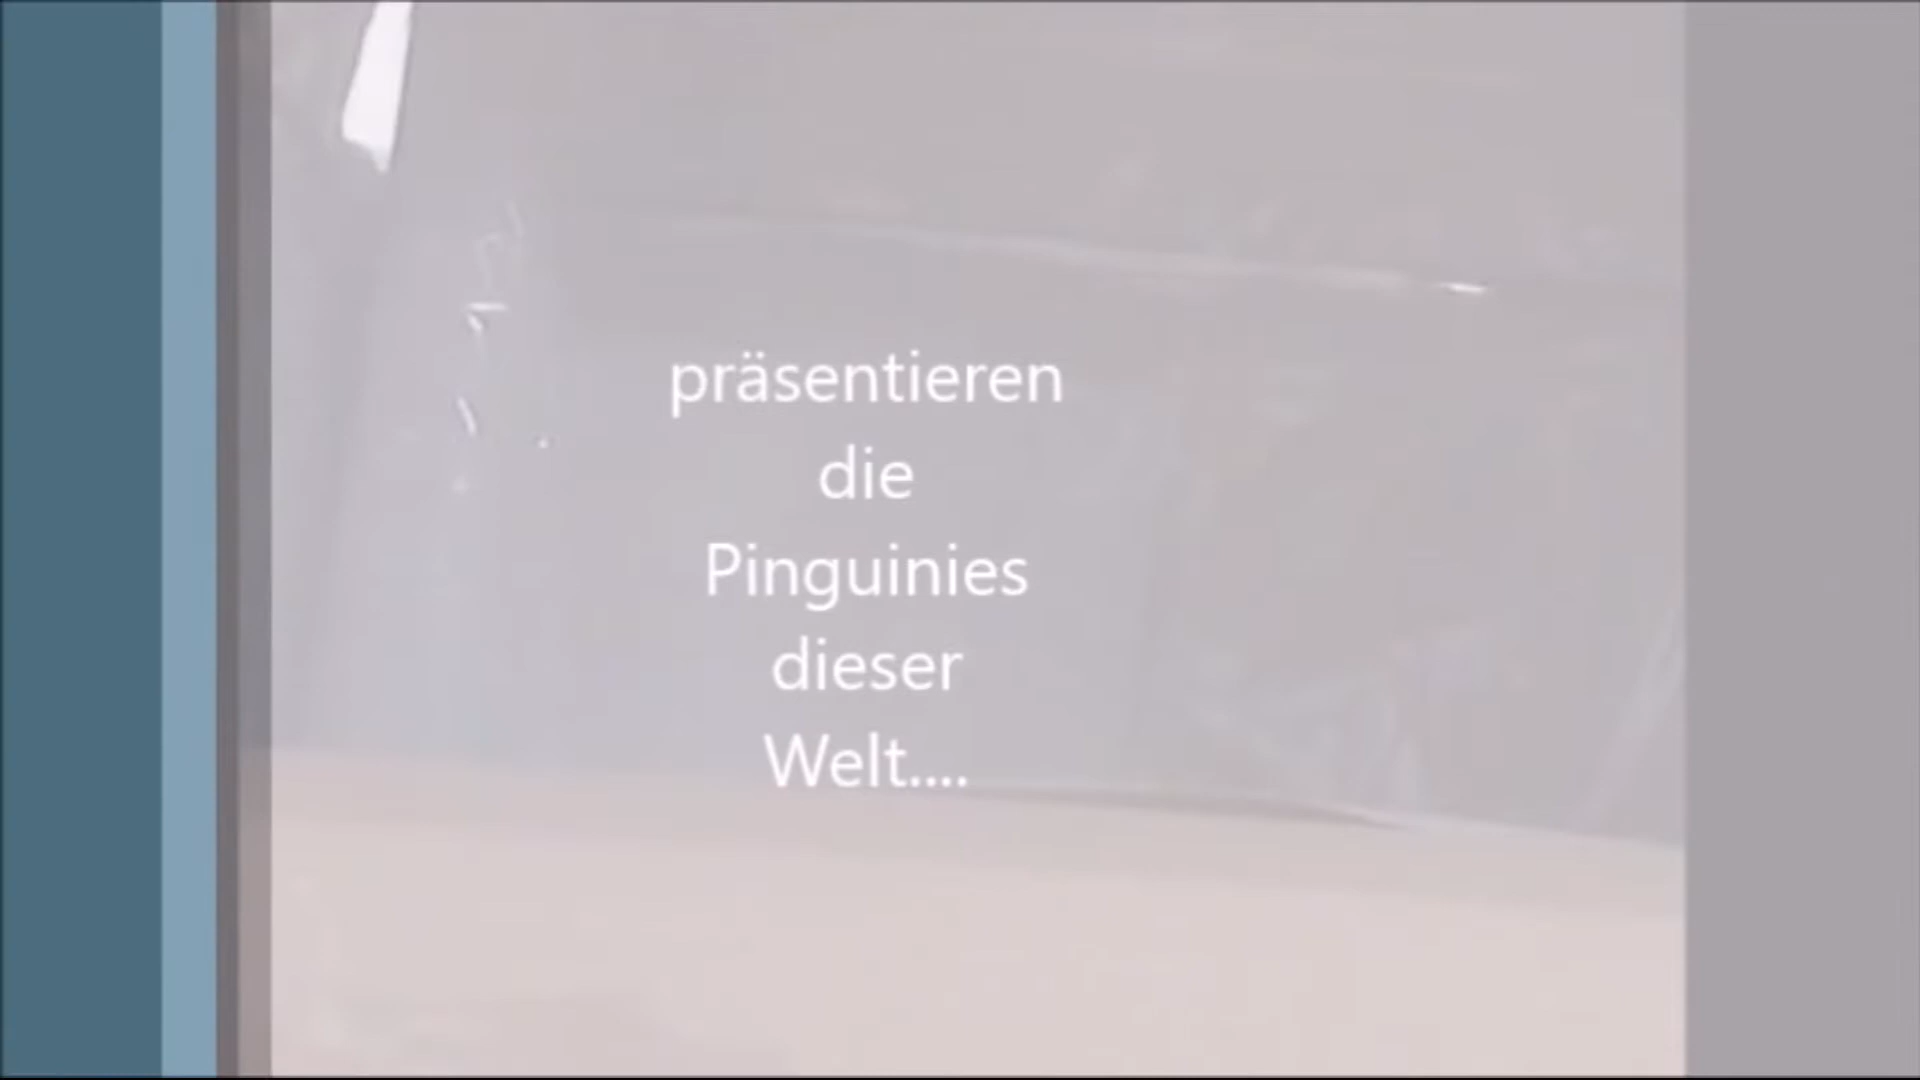 präsentieren
die
Pinguinies
dieser
Welt....